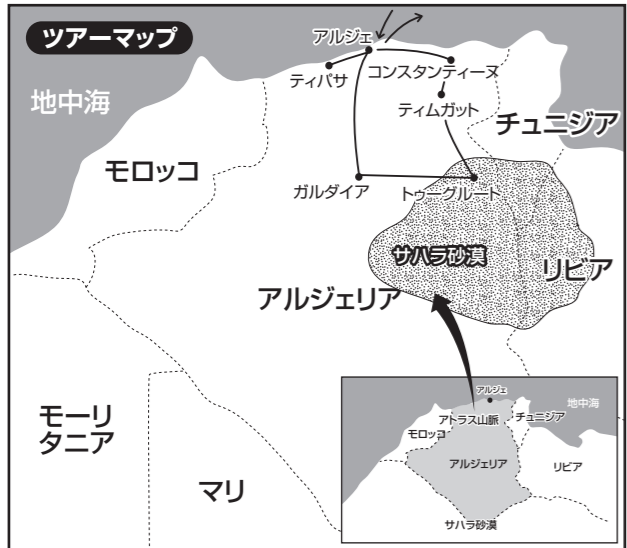 ツアーマップ
アルジェ
ティパサ
コンスタンティーヌ
地中海
ティムガット
チュニジア
モロッコ
ガルダイア
トゥーグルート
サハラ砂漠
リビア
アルジェリア
モーリ
タニア
マリ
アルジェ
地中海
アトラス山脈
チュニジア
モロッコ
アルジェリア
リビア
サハラ砂漠